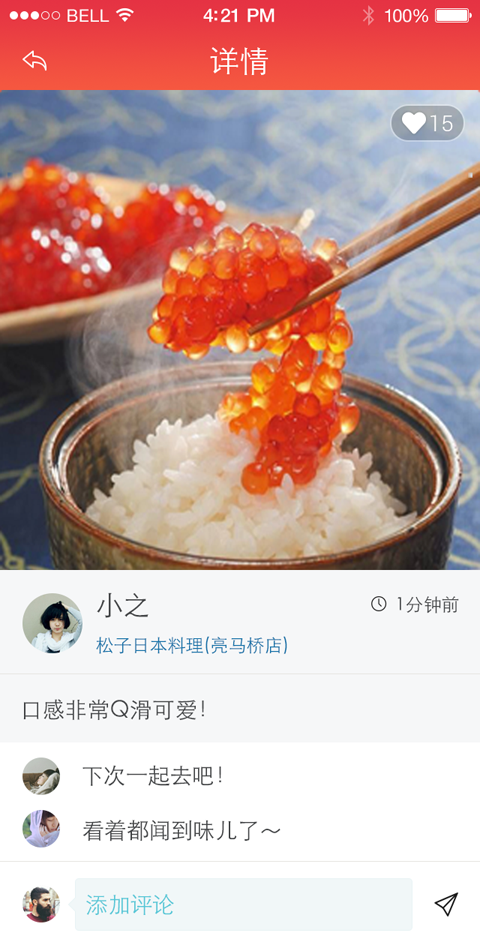 BELL 4:21 PM 100%
详情
15
小之
1分钟前
松子日本料理(亮马桥店)
口感非常Q滑可爱！
下次一起去吧！
看着都闻到味儿了～
添加评论